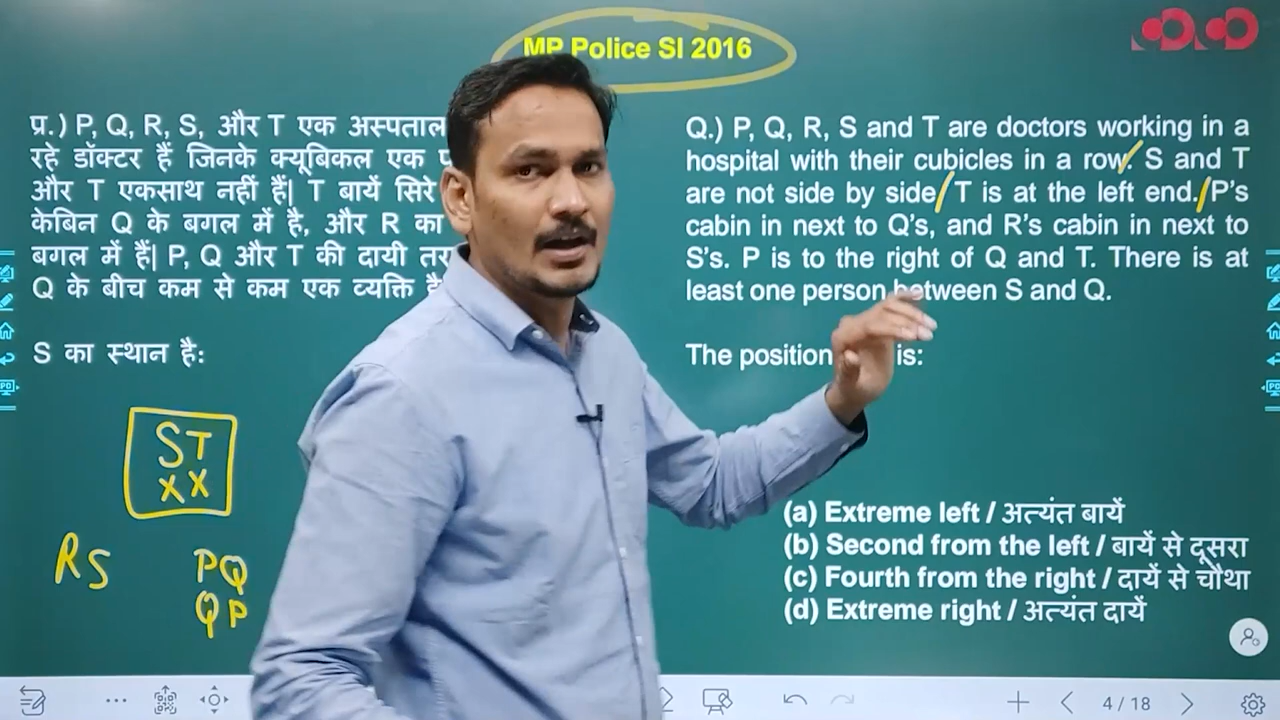 MP Police SI 2016
प्र.) P, Q, R, S, और T एक अस्पताल
रहे डॉक्टर हैं जिनके क्यूबिकल एक
और T एकसाथ नहीं हैं| T बायें सिरे
केबिन Q के बगल में है, और R का
बगल में हैं| P, Q और T की दायी
Q के बीच कम से कम एक व्यक्ति
S का स्थान है:
ST
XX
RS
PQ
QP
Q.) P, Q, R, S and T are doctors working in a
hospital with their cubicles in a row. S and T
are not side by side. T is at the left end. P's
cabin in next to Q's, and R's cabin in next to
S's. P is to the right of Q and T. There is at
least one person between S and Q.
The position is:
(a) Extreme left / अत्यंत बायें
(b) Second from the left / बायें से दूसरा
(c) Fourth from the right / दायें से चौथा
(d) Extreme right / अत्यंत दायें
4 / 18